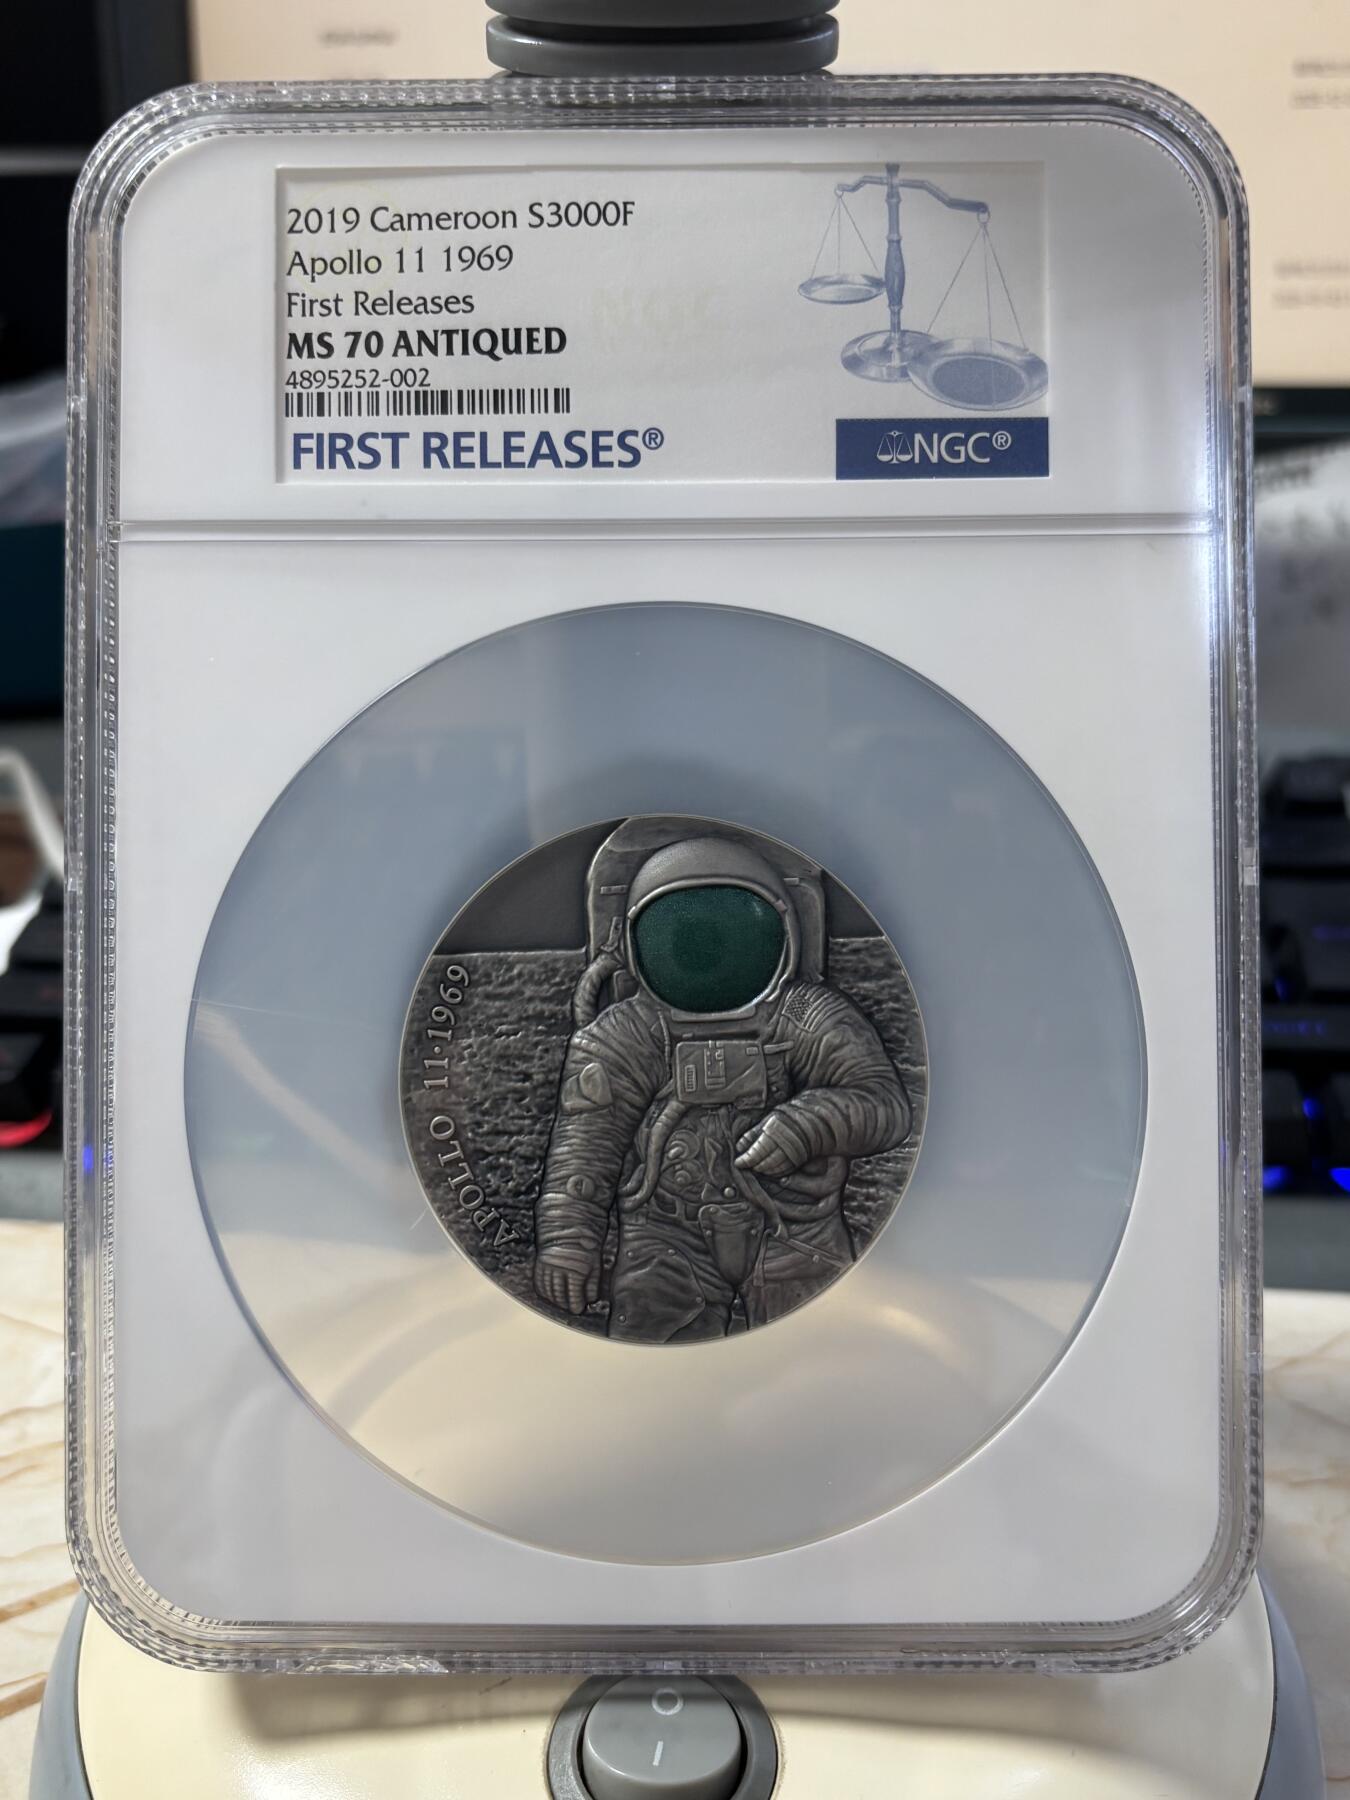 2019 Cameroon S3000F
Apollo 11 1969
First Releases
MS 70 ANTIQUED
4895252-002
FIRST RELEASES®
NGC®
APOLLO 11·1969